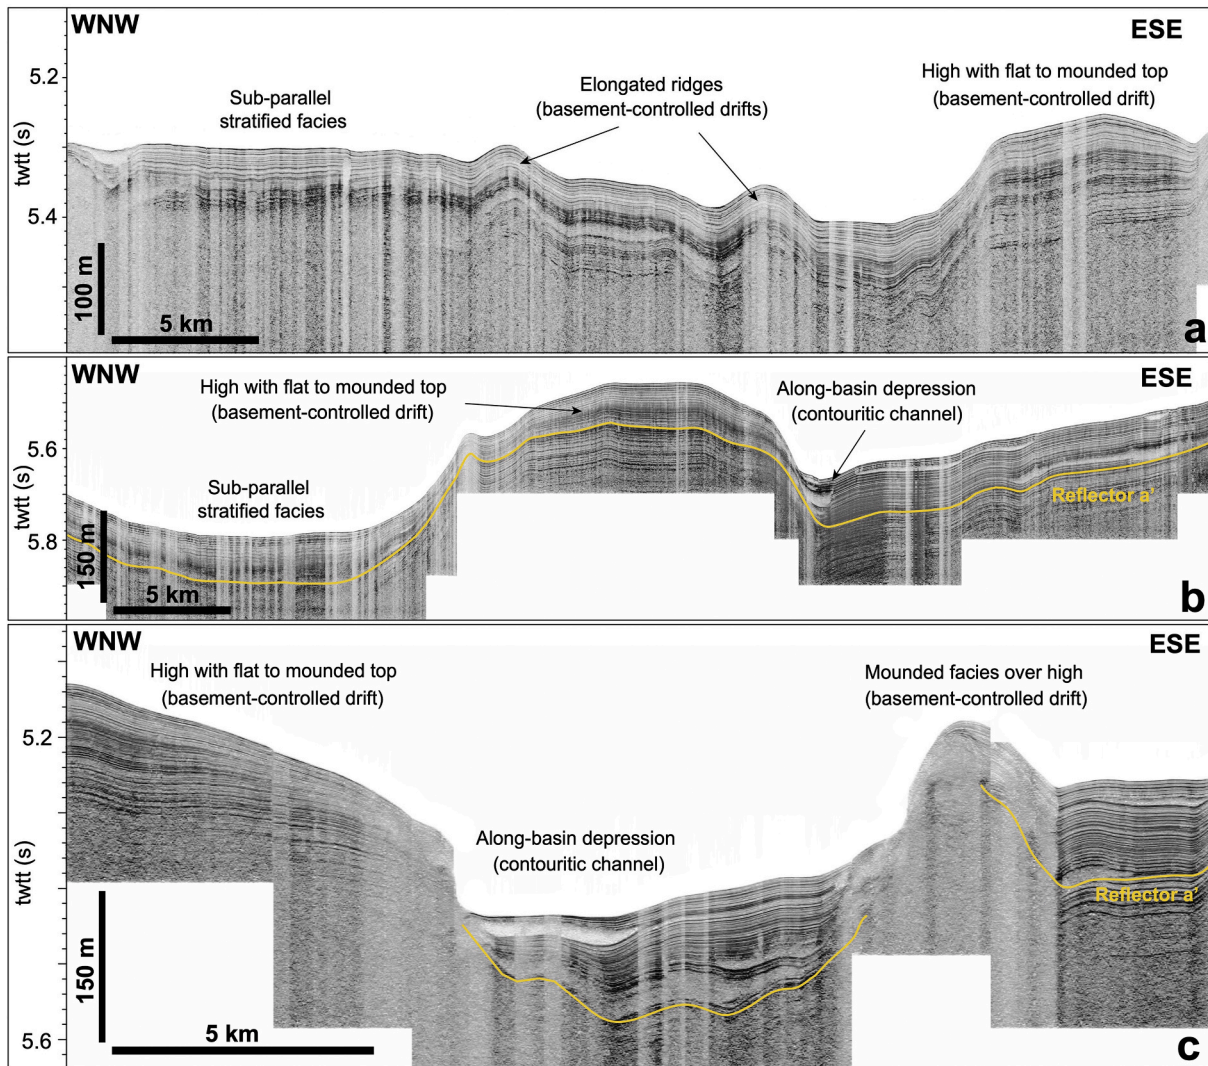 WNW
ESE
5.2
5.4
twtt (s)
Sub-parallel
stratified facies
Elongated ridges
(basement-controlled drifts)
High with flat to mounded top
(basement-controlled drift)
100 m
5 km
a
WNW
ESE
5.6
5.8
High with flat to mounded top
(basement-controlled drift)
Along-basin depression
(contouritic channel)
Sub-parallel
stratified facies
Reflector a'
150 m
5 km
b
WNW
ESE
5.2
5.6
twtt (s)
High with flat to mounded top
(basement-controlled drift)
Mounded facies over high
(basement-controlled drift)
Along-basin depression
(contouritic channel)
Reflector a'
150 m
5 km
c